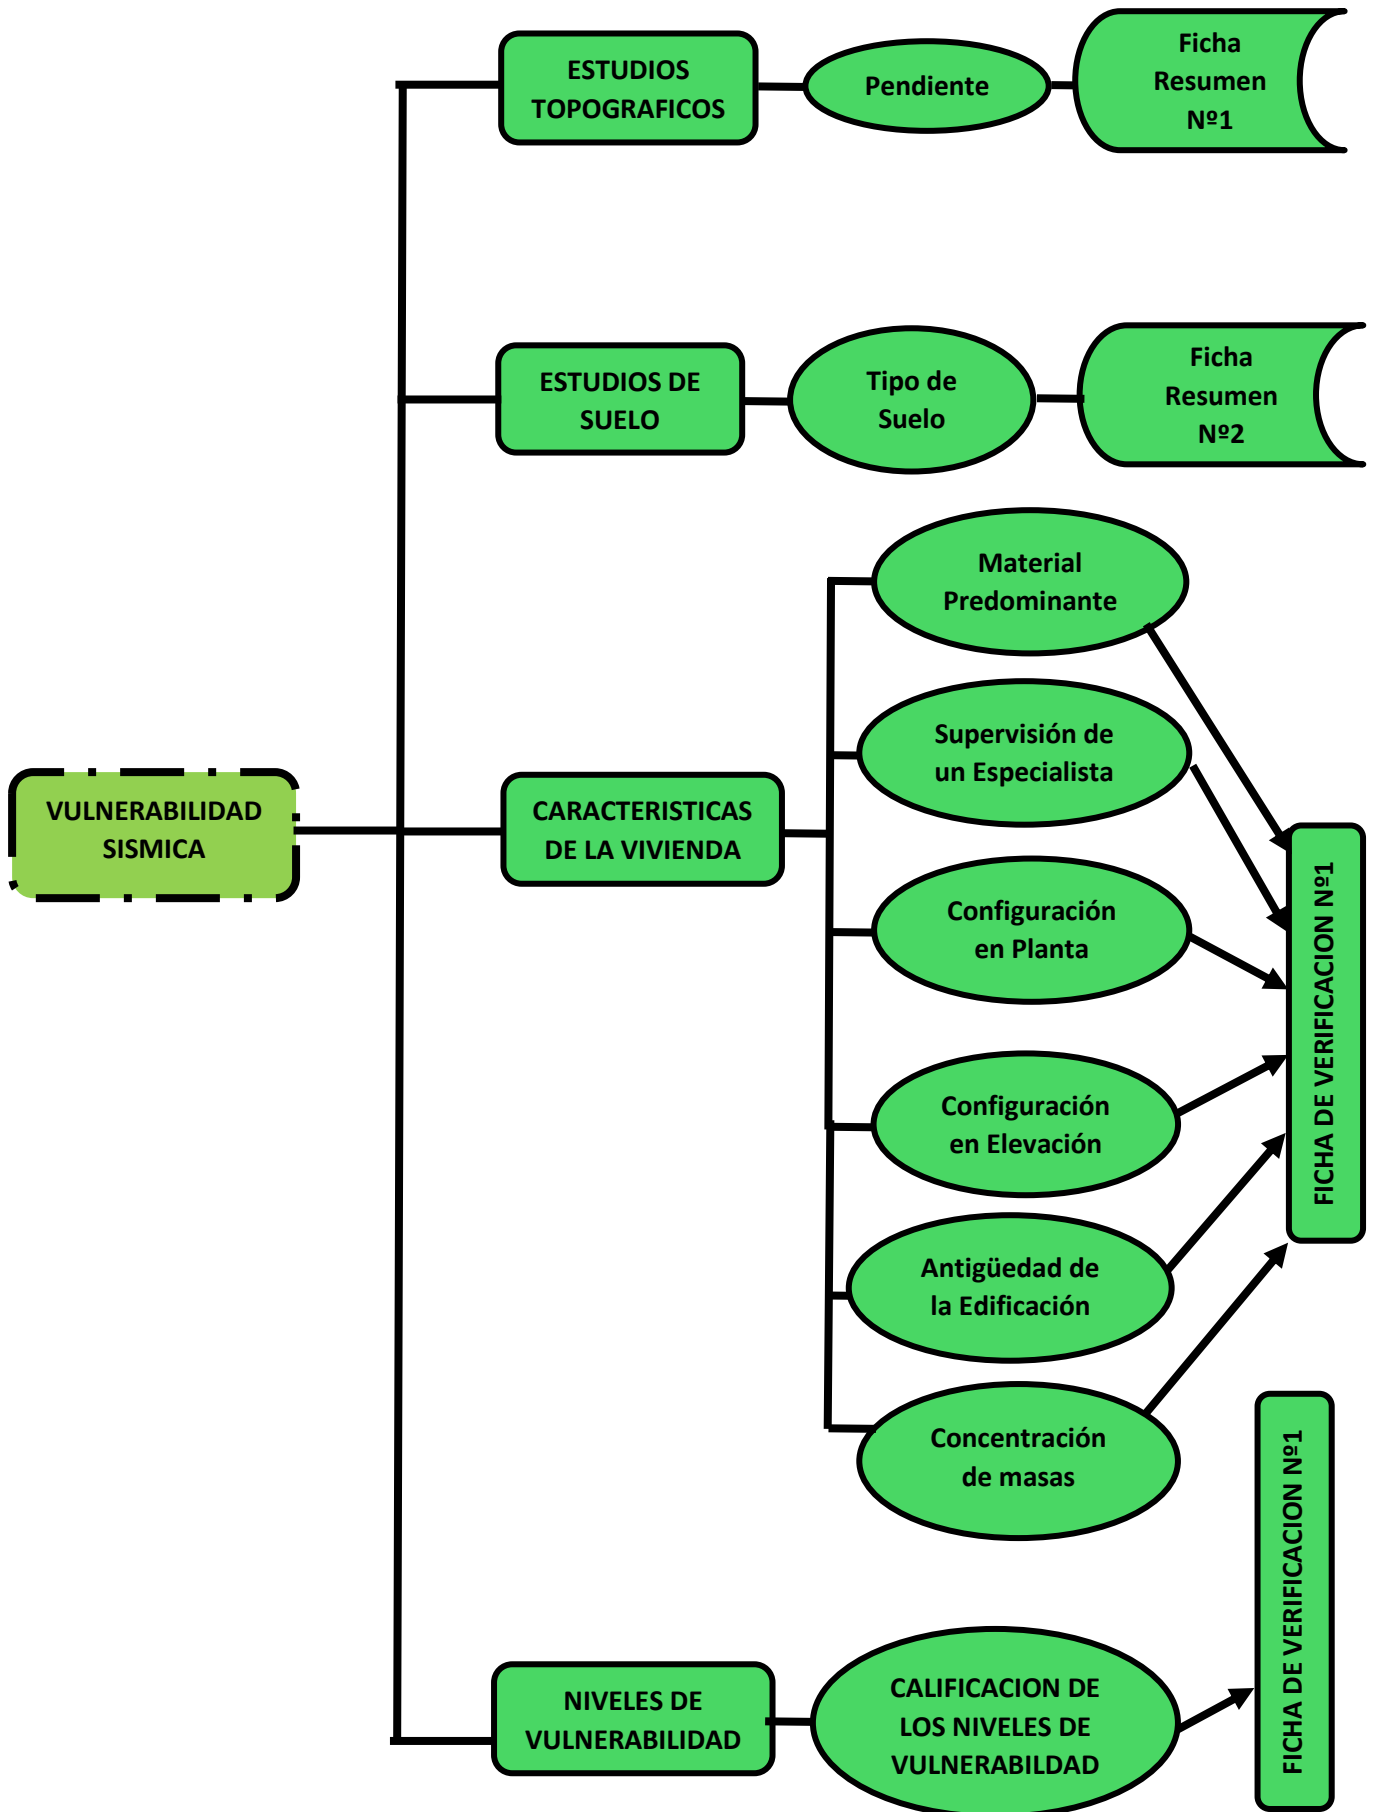 ESTUDIOS
TOPOGRAFICOS
Pendiente
Ficha
Resumen
Nº1
ESTUDIOS DE
SUELO
Tipo de
Suelo
Ficha
Resumen
Nº2
VULNERABILIDAD
SISMICA
CARACTERISTICAS
DE LA VIVIENDA
Material
Predominante
Supervisión de
un Especialista
Configuración
en Planta
Configuración
en Elevación
Antigüedad de
la Edificación
Concentración
de masas
FICHA DE VERIFICACION Nº1
NIVELES DE
VULNERABILIDAD
CALIFICACION DE
LOS NIVELES DE
VULNERABILDAD
FICHA DE VERIFICACION Nº1